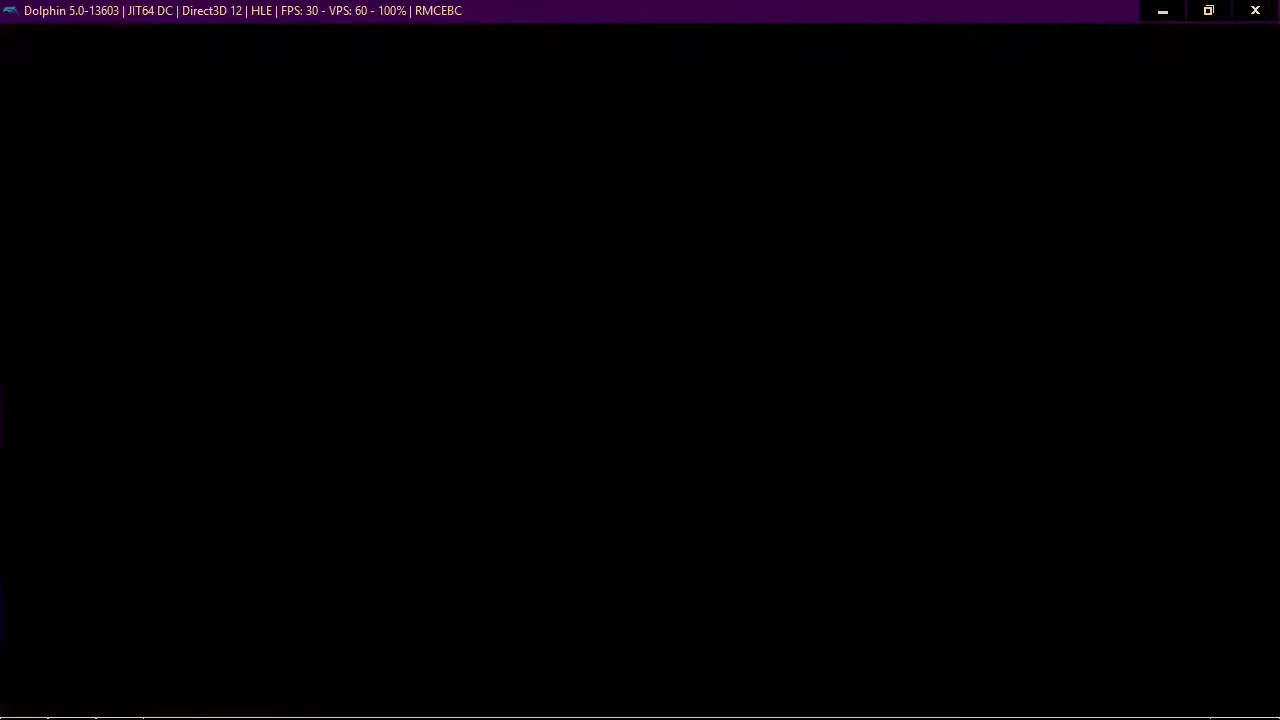 Dolphin 5.0-13603 | JIT64 DC | Direct3D 12 | HLE | FPS: 30 - VPS: 60 - 100% | RMCEBC